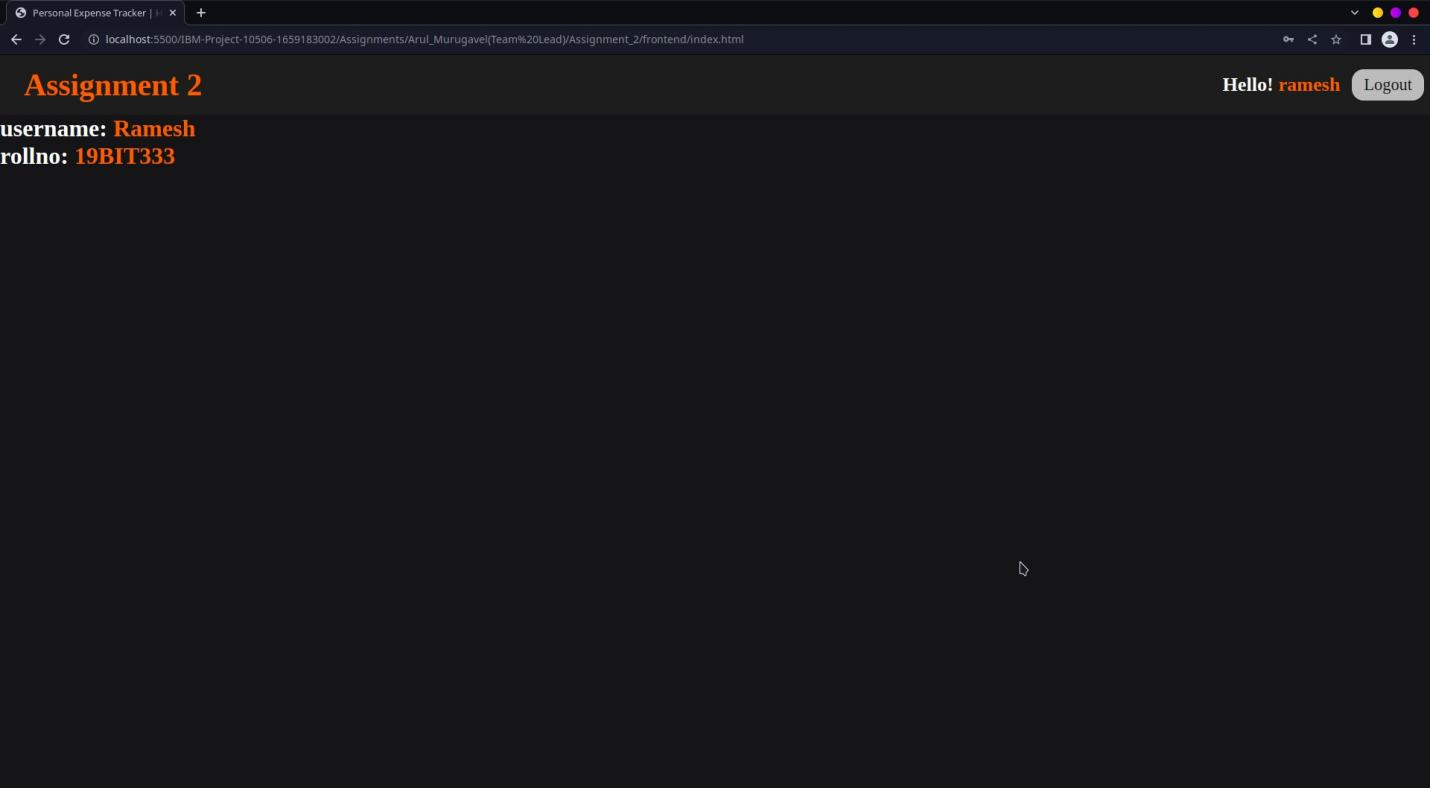 Personal Expense Tracker |
localhost:5500/IBM-Project-10506-1659183002/Assignments/Arul_Murugavel(Team%20Lead)/Assignment_2/frontend/index.html
Assignment 2
Hello! ramesh
Logout
username: Ramesh
rollno: 19BIT333